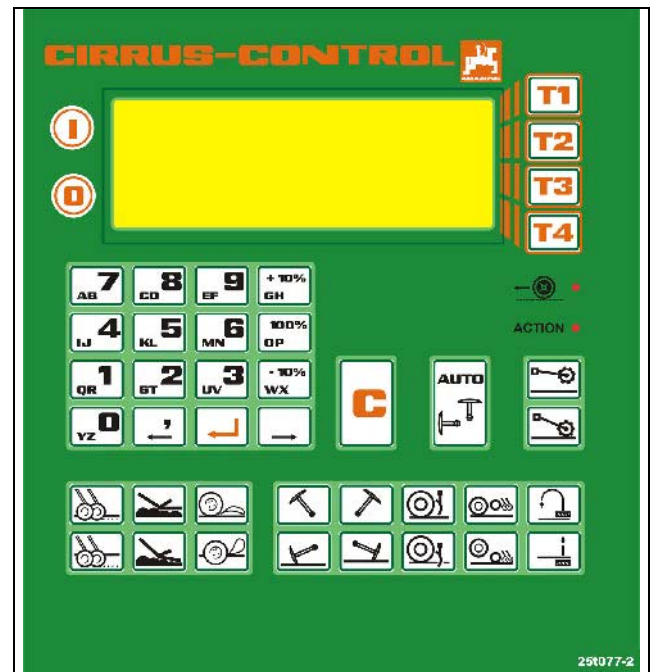 CIRRUS-CONTROL
AMAZONE
I
T1
T2
O
T3
T4
7 AB 8 CD 9 EF +10% GH
4 IJ 5 KL 6 MN 100% OP
ACTION
1 QR 2 ST 3 UV -10% WX
C
AUTO
0 YZ ,
25t077-2